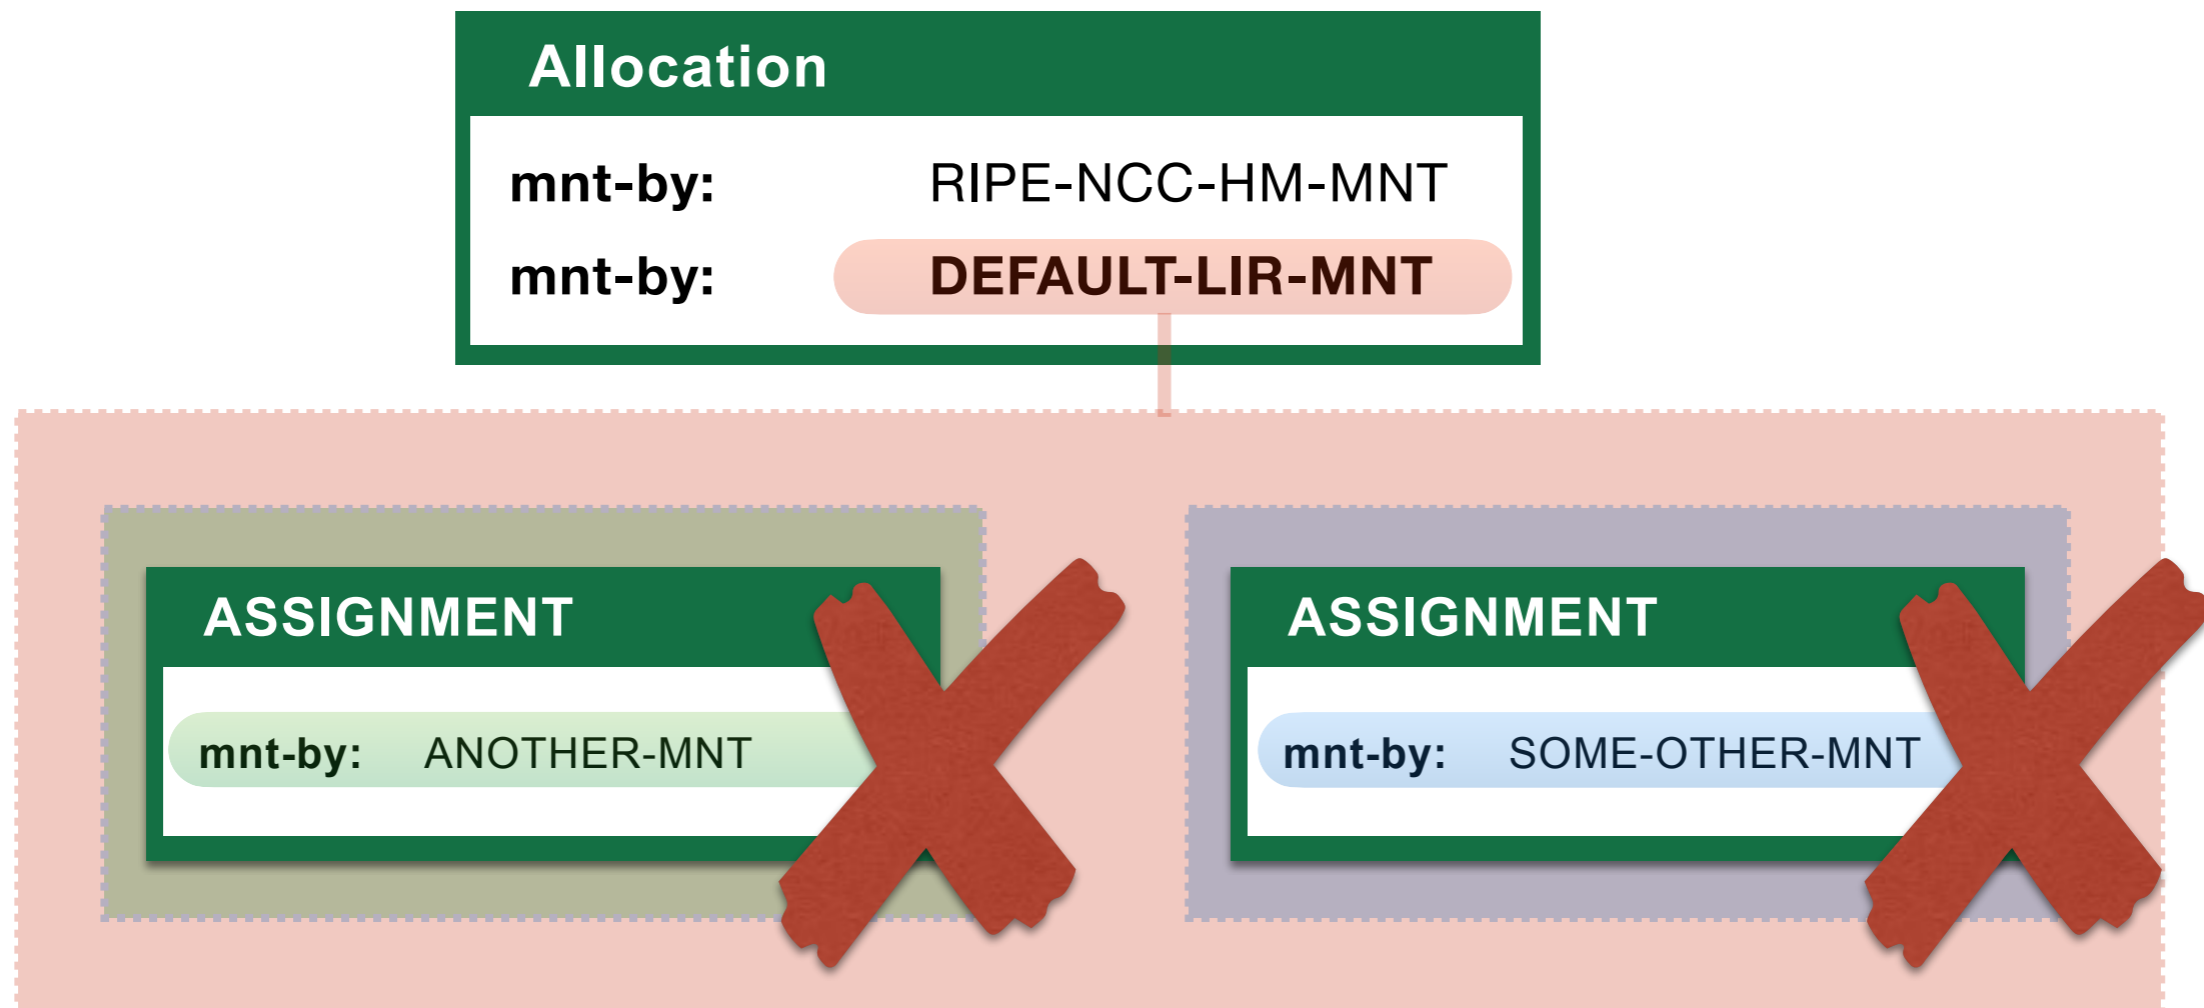 Allocation
mnt-by: RIPE-NCC-HM-MNT
mnt-by: DEFAULT-LIR-MNT
ASSIGNMENT
mnt-by: ANOTHER-MNT
ASSIGNMENT
mnt-by: SOME-OTHER-MNT